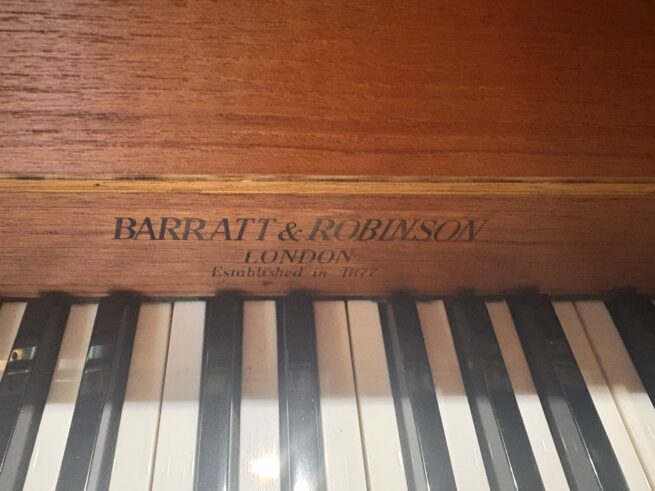 BARRATT & ROBINSON
LONDON
Established in 1877